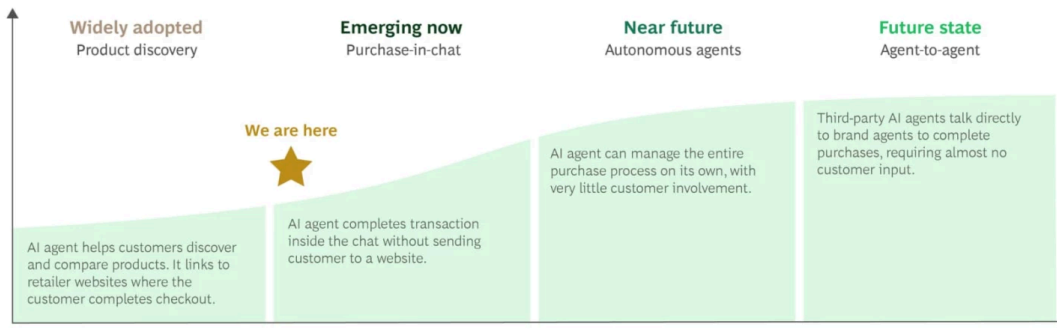 Widely adopted
Product discovery
Emerging now
Purchase-in-chat
Near future
Autonomous agents
Future state
Agent-to-agent
We are here
AI agent helps customers discover
and compare products. It links to
retailer websites where the
customer completes checkout.
AI agent completes transaction
inside the chat without sending
customer to a website.
AI agent can manage the entire
purchase process on its own, with
very little customer involvement.
Third-party AI agents talk directly
to brand agents to complete
purchases, requiring almost no
customer input.